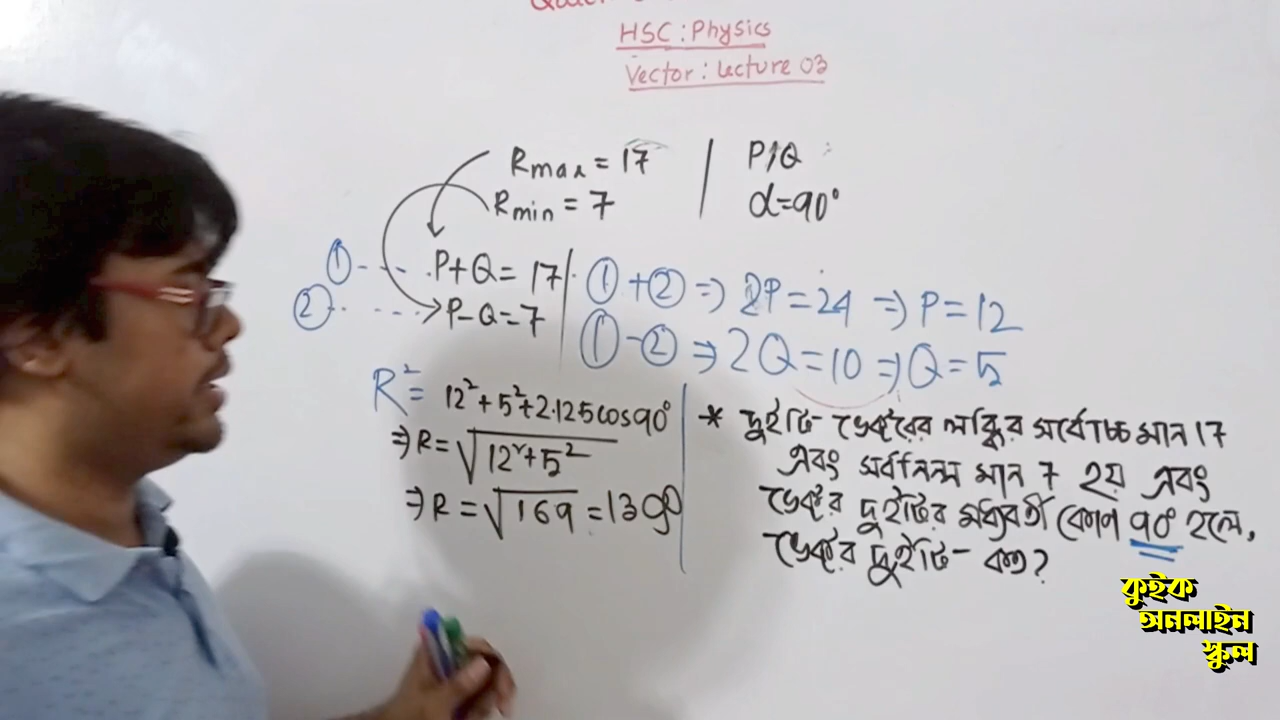 HSC : Physics
Vector : Lecture 03
Rmax = 17
Rmin = 7
P, Q
α=90°
① P+Q = 17
② P-Q=7
① + ② ⇒ 2P = 24 ⇒ P = 12
① - ② ⇒ 2Q = 10 ⇒ Q = 5
R² = 12² + 5² + 2.12.5 cos90°
⇒ R = √12² + 5²
⇒ R = √169 = 13
* দুইটি ভেক্টরের লব্ধির সর্বোচ্চ মান 17
এবং সর্বনিম্ন মান 7 হয় এবং
ভেক্টর দুইটির মধ্যবর্তী কোণ 90° হলে,
ভেক্টর দুইটি কত?
কুইক
অনলাইন
স্কুল